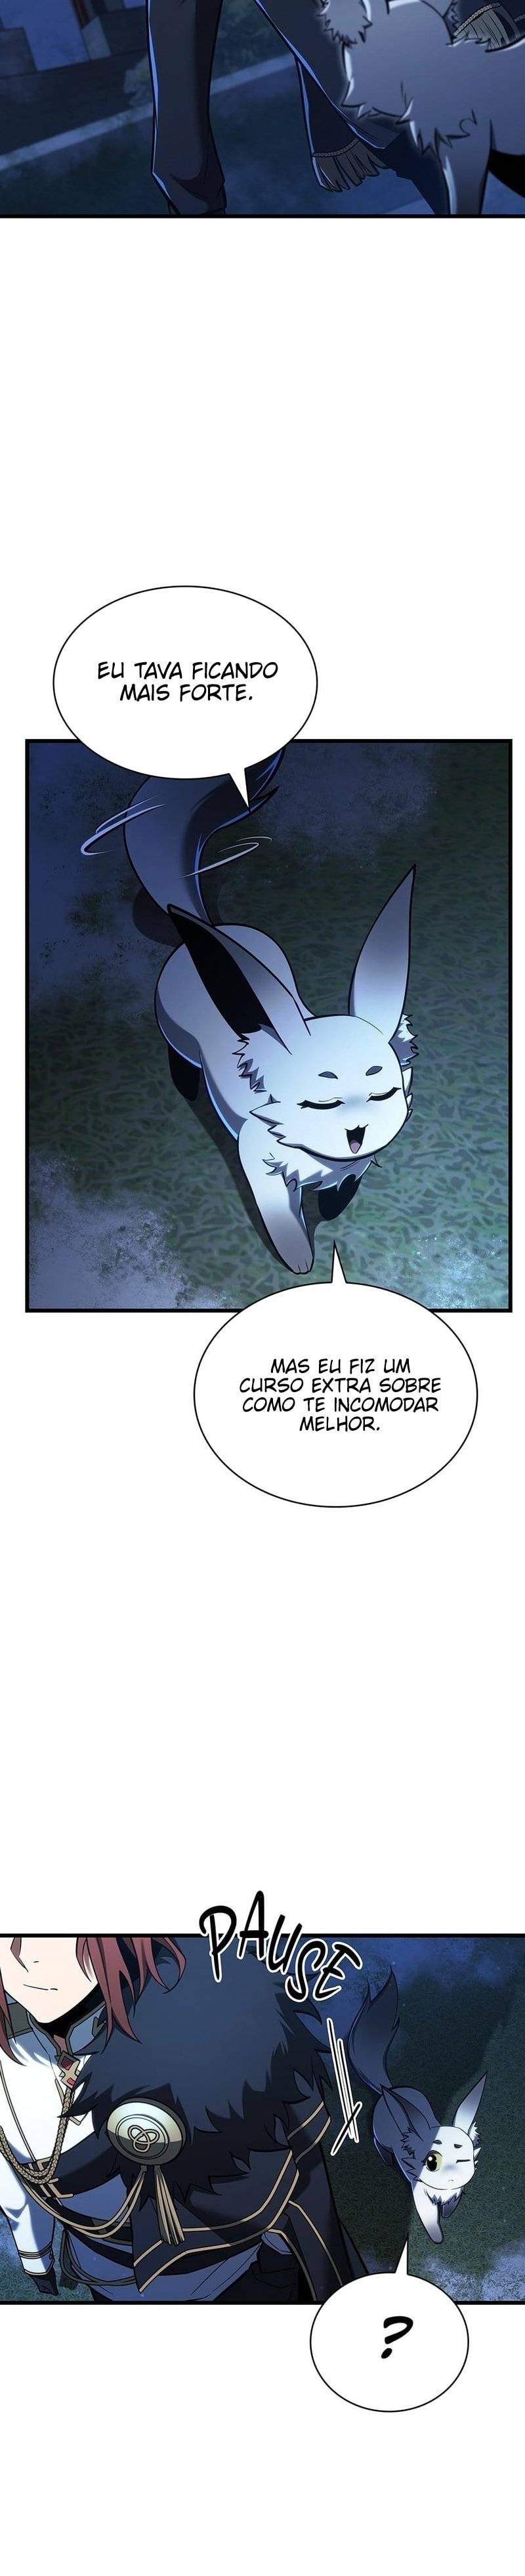 EU TAVA FICANDO
MAIS FORTE.
MAS EU FIZ UM
CURSO EXTRA SOBRE
COMO TE INCOMODAR
MELHOR.
PAUSE
?